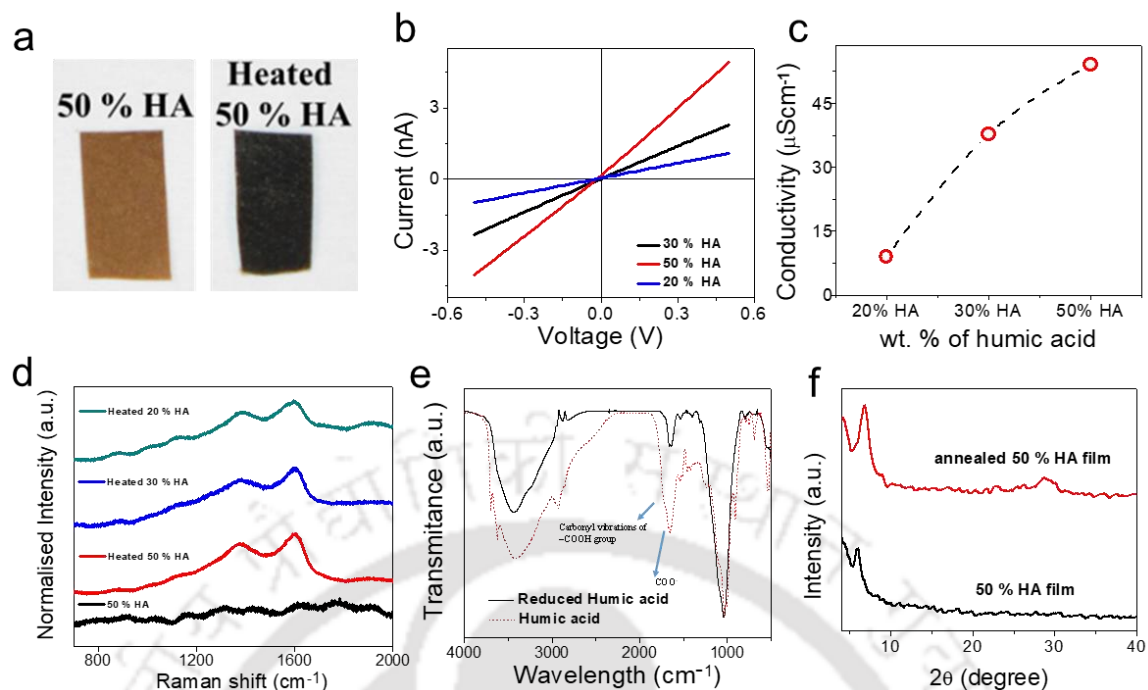 a
50 % HA
Heated
50 % HA
b
Current (nA)
3
0
-3
-0.6
-0.3
0.0
0.3
0.6
30 % HA
50 % HA
20 % HA
Voltage (V)
c
Conductivity (µScm⁻¹)
45
30
15
0
20% HA
30% HA
50% HA
wt. % of humic acid
d
Normalised Intensity (a.u.)
Heated 20 % HA
Heated 30 % HA
Heated 50 % HA
50 % HA
800
1200
1600
2000
Raman shift (cm⁻¹)
e
Transmitance (a.u.)
Carbonyl vibrations of
–COOH group
COO
Reduced Humic acid
Humic acid
4000
3000
2000
1000
Wavelength (cm⁻¹)
f
Intensity (a.u.)
annealed 50 % HA film
50 % HA film
10
20
30
40
2θ (degree)